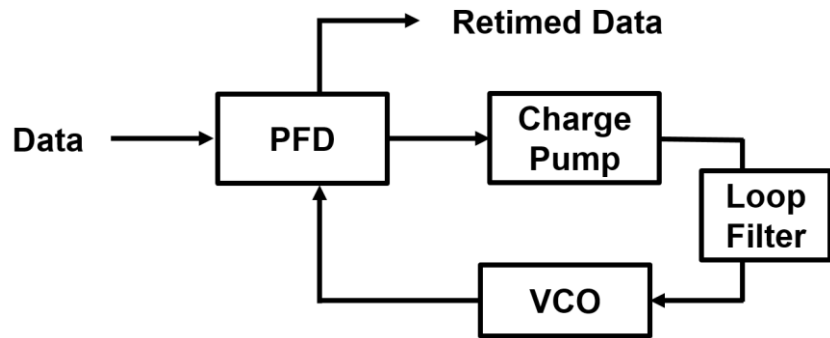 Retimed Data
Data
PFD
Charge
Pump
Loop
Filter
VCO